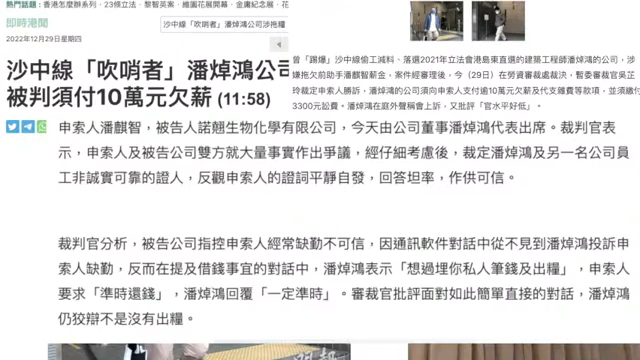 熱門話題：香港怎麼辦系列．23條立法．黎智英案．維園花展開幕．金庸紀念展．花
即時港聞
沙中線「吹哨者」潘焯鴻公司涉拖糧
2022年12月29日星期四
沙中線「吹哨者」潘焯鴻公司
被判須付10萬元欠薪 (11:58)
曾「踢爆」沙中線偷工減料、落選2021年立法會港島東直選的建築工程師潘焯鴻的公司，涉
嫌拖欠前助手潘麒智薪金，案件經審理後，今（29日）在勞資審裁處裁決，暫委審裁官吳正
玲裁定申索人勝訴，潘焯鴻的公司須向申索人支付逾10萬元欠薪及代支雜費等款項，並須繳付
3300元訟費。潘焯鴻在庭外聲稱會上訴，又批評「官水平好低」。
申索人潘麒智，被告人諾翹生物化學有限公司，今天由公司董事潘焯鴻代表出席。裁判官表
示，申索人及被告公司雙方就大量事實作出爭議，經仔細考慮後，裁定潘焯鴻及另一名公司員
工非誠實可靠的證人，反觀申索人的證詞平靜自發，回答坦率，作供可信。
裁判官分析，被告公司指控申索人經常缺勤不可信，因通訊軟件對話中從不見到潘焯鴻投訴申
索人缺勤，反而在提及借錢事宜的對話中，潘焯鴻表示「想過埋你私人筆錢及出糧」，申索人
要求「準時還錢」，潘焯鴻回覆「一定準時」。審裁官批評面對如此簡單直接的對話，潘焯鴻
仍狡辯不是沒有出糧。